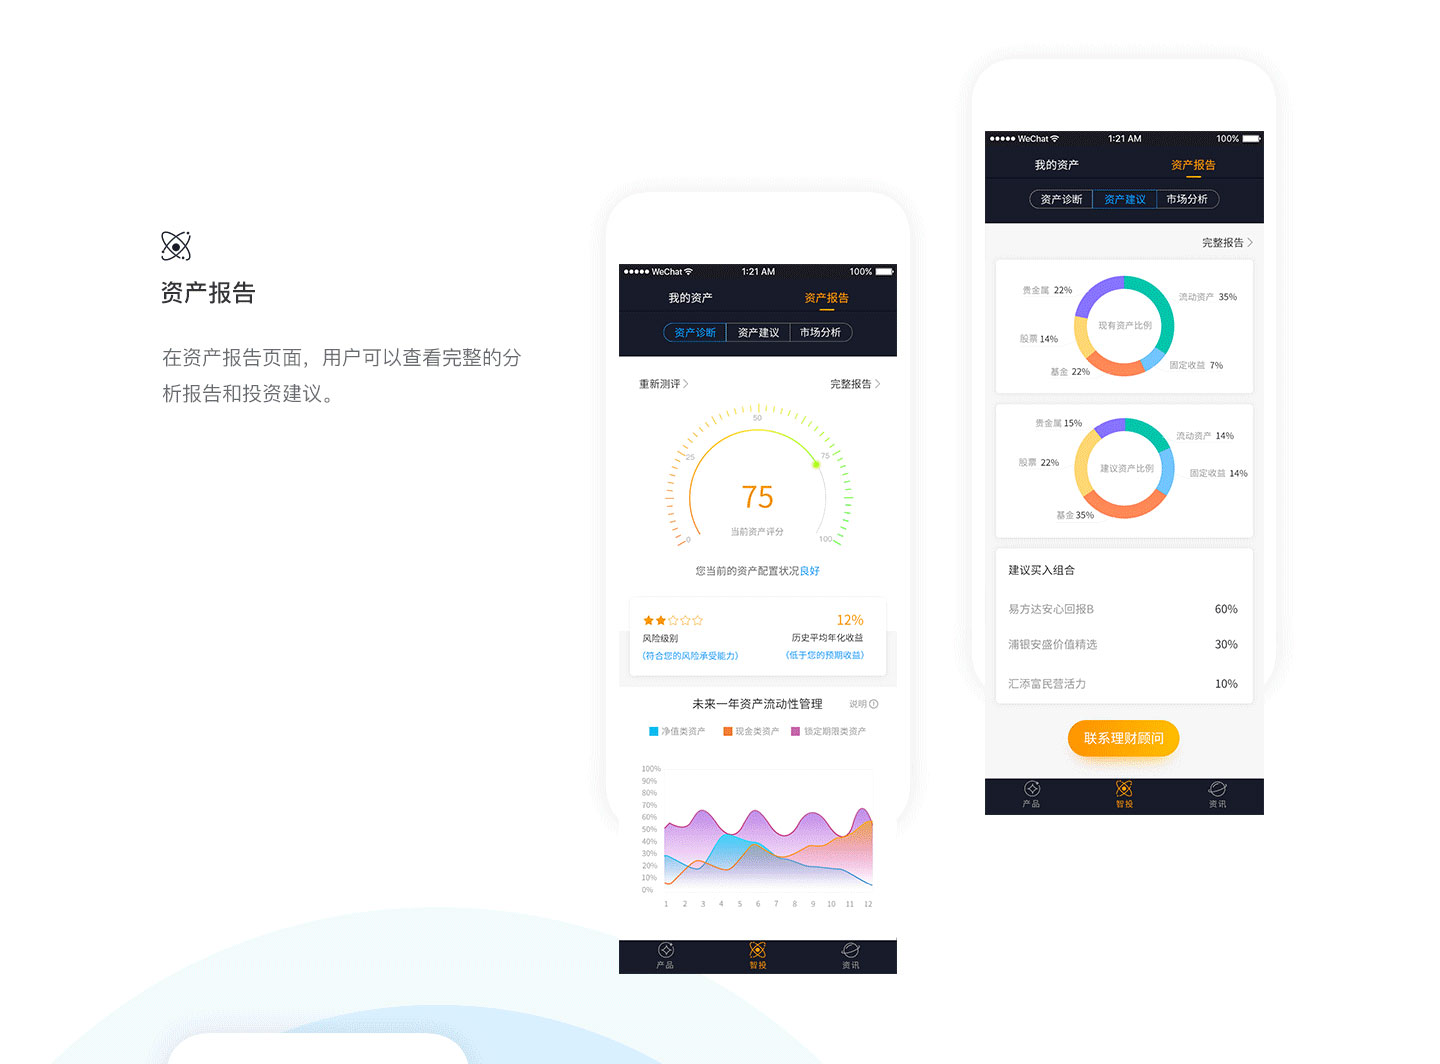 资产报告
在资产报告页面，用户可以查看完整的分
析报告和投资建议。
WeChat 1:21 AM 100%
我的资产 资产报告
资产诊断 资产建议 市场分析
重新测评 完整报告
50
25 75
75
当前资产评分
0 100
您当前的资产配置状况良好
12%
风险级别 历史平均年化收益
（符合您的风险承受能力） （低于您的预期收益）
未来一年资产流动性管理 说明
净值类资产 现金类资产 锁定期限类资产
100%
90%
80%
70%
60%
50%
40%
30%
20%
10%
0%
1 2 3 4 5 6 7 8 9 10 11 12
产品 智投 资讯
WeChat 1:21 AM 100%
我的资产 资产报告
资产诊断 资产建议 市场分析
完整报告
贵金属 22% 流动资产 35%
现有资产比例
股票 14%
基金 22% 固定收益 7%
贵金属 15% 流动资产 14%
股票 22% 建议资产比例 固定收益 14%
基金 35%
建议买入组合
易方达安心回报B 60%
浦银安盛价值精选 30%
汇添富民营活力 10%
联系理财顾问
产品 智投 资讯